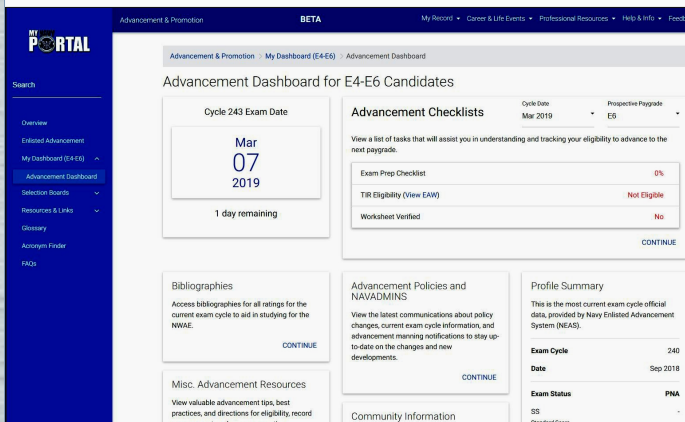 Advancement & Promotion
BETA
My Record
Career & Life Events
Professional Resources
Help & Info
MY
PORTAL
Search
Overview
Enlisted Advancement
My Dashboard (E4-E6)
Advancement Dashboard
Selection Boards
Resources & Links
Glossary
Acronym Finder
FAQs
Advancement & Promotion > My Dashboard (E4-E6) > Advancement Dashboard
Advancement Dashboard for E4-E6 Candidates
Cycle 243 Exam Date
Mar
07
2019
1 day remaining
Advancement Checklists
Cycle Date
Mar 2019
Prospective Paygrade
E6
View a list of tasks that will assist you in understanding and tracking your eligibility to advance to the
next paygrade.
Exam Prep Checklist 0%
TIR Eligibility (View EAW) Not Eligible
Worksheet Verified No
CONTINUE
Bibliographies
Access bibliographies for all ratings for the
current exam cycle to aid in studying for the
NWAE.
CONTINUE
Misc. Advancement Resources
View valuable advancement tips, best
practices, and directions for eligibility, record
Advancement Policies and
NAVADMINS
View the latest communications about policy
changes, current exam cycle information, and
advancement manning notifications to stay up-
to-date on the changes and new
developments.
CONTINUE
Community Information
Profile Summary
This is the most current exam cycle official
data, provided by Navy Enlisted Advancement
System (NEAS).
Exam Cycle 240
Date Sep 2018
Exam Status PNA
SS -